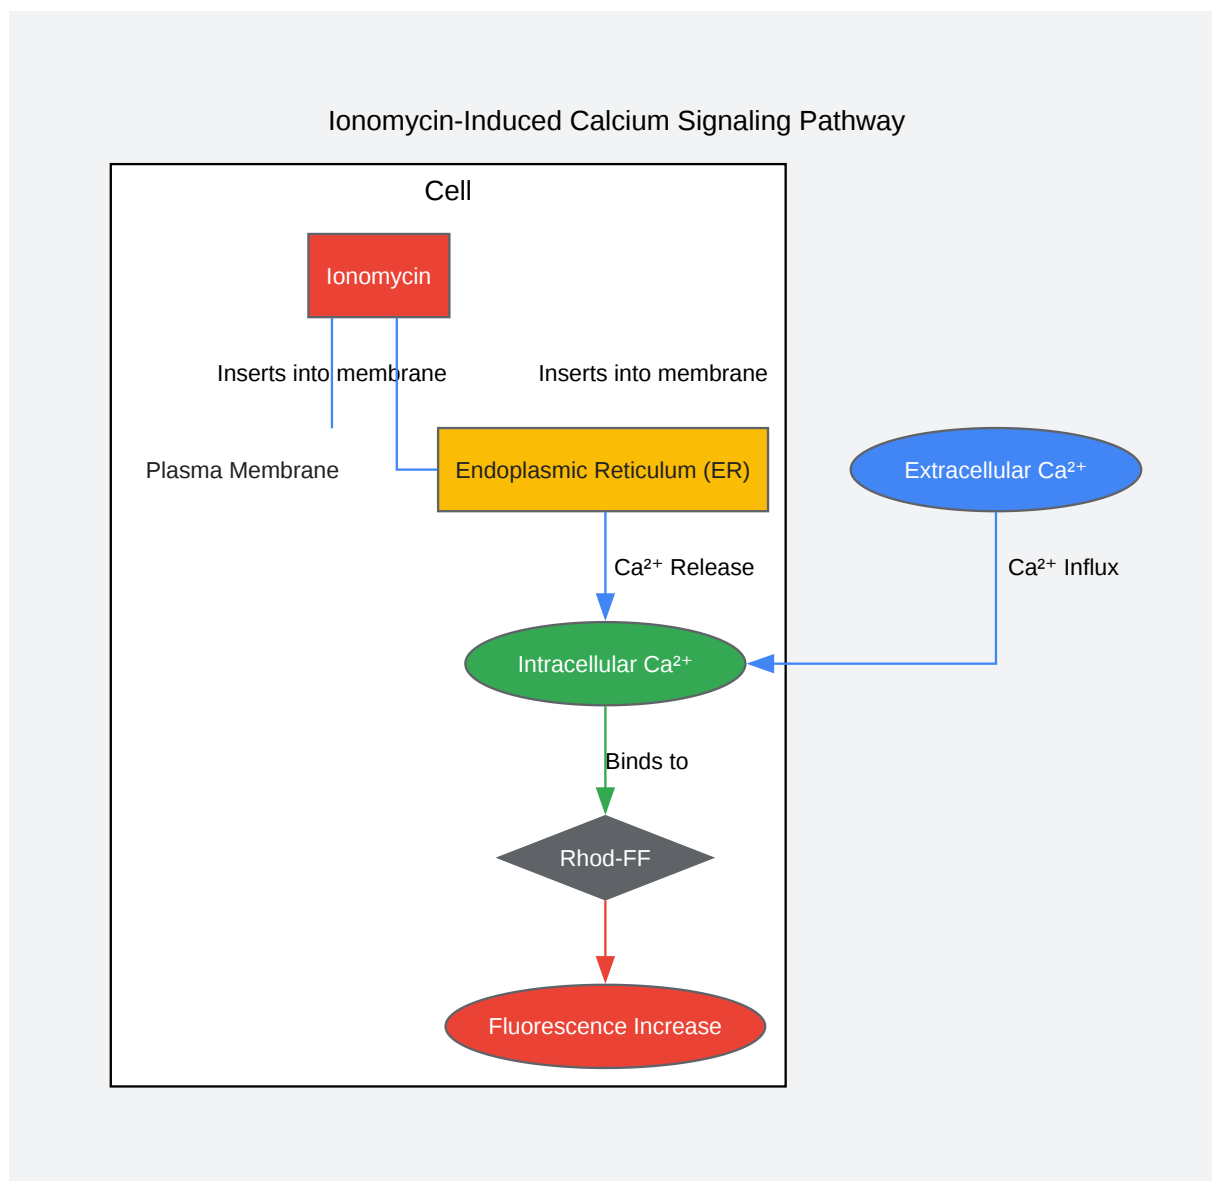 Ionomycin-Induced Calcium Signaling Pathway
Cell
Ionomycin
Inserts into membrane
Inserts into membrane
Plasma Membrane
Endoplasmic Reticulum (ER)
Extracellular Ca²⁺
Ca²⁺ Release
Ca²⁺ Influx
Intracellular Ca²⁺
Binds to
Rhod-FF
Fluorescence Increase